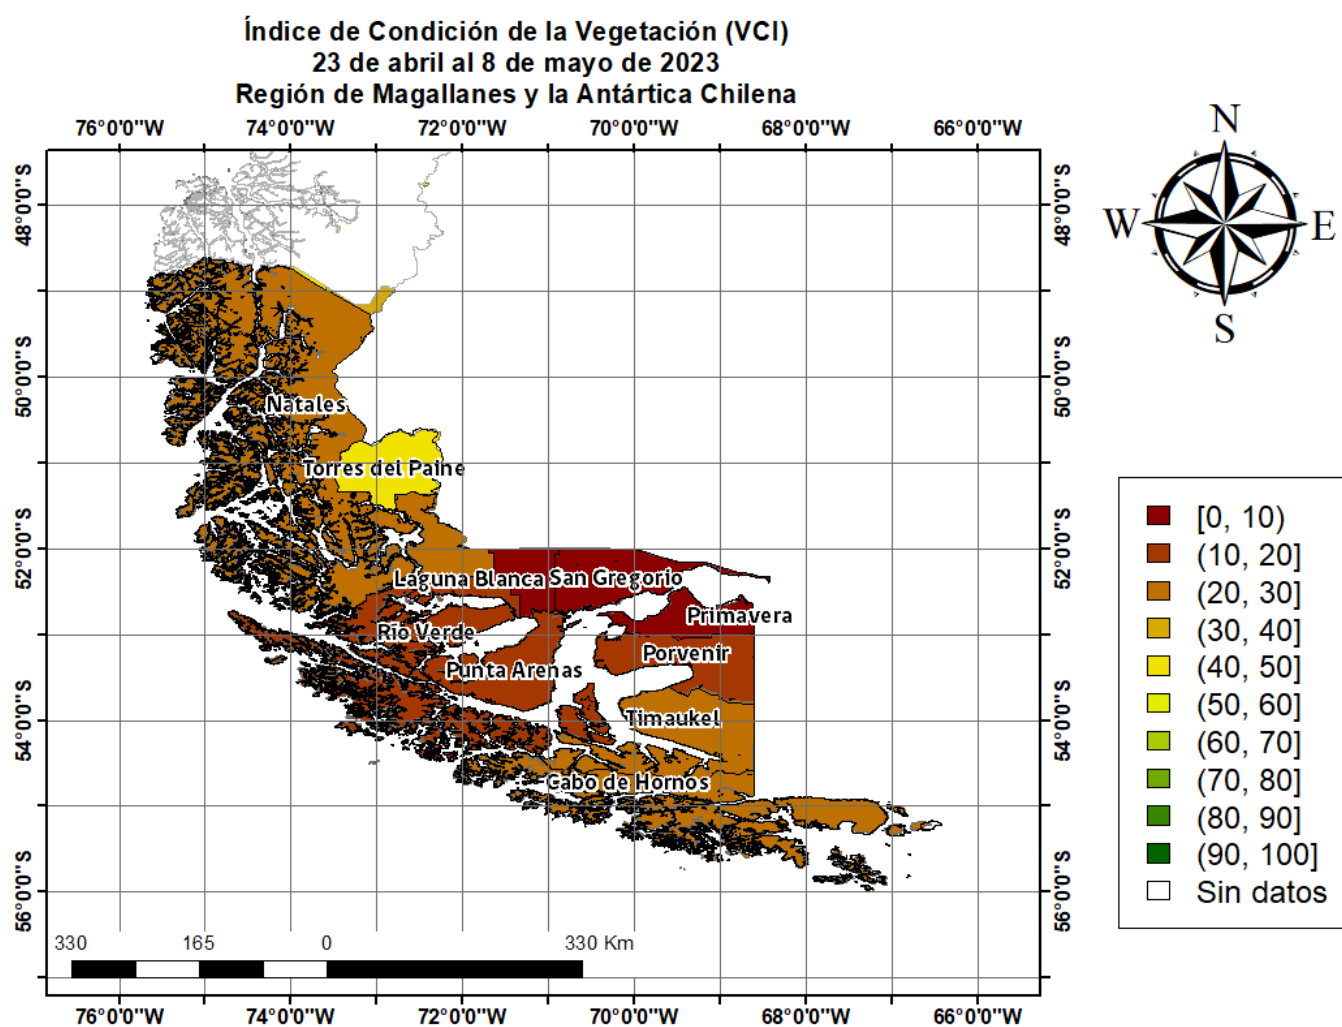 Índice de Condición de la Vegetación (VCI)
23 de abril al 8 de mayo de 2023
Región de Magallanes y la Antártica Chilena
76°0'0"W 74°0'0"W 72°0'0"W 70°0'0"W 68°0'0"W 66°0'0"W
N
W E
S
48°0'0"S 48°0'0"S
50°0'0"S 50°0'0"S
52°0'0"S 52°0'0"S
54°0'0"S 54°0'0"S
56°0'0"S 56°0'0"S
Natales
Torres del Paine
Laguna Blanca San Gregorio
Primavera
Río Verde
Porvenir
Punta Arenas
Timaukel
Cabo de Hornos
[0, 10)
(10, 20]
(20, 30]
(30, 40]
(40, 50]
(50, 60]
(60, 70]
(70, 80]
(80, 90]
(90, 100]
Sin datos
330 165 0 330 Km
76°0'0"W 74°0'0"W 72°0'0"W 70°0'0"W 68°0'0"W 66°0'0"W